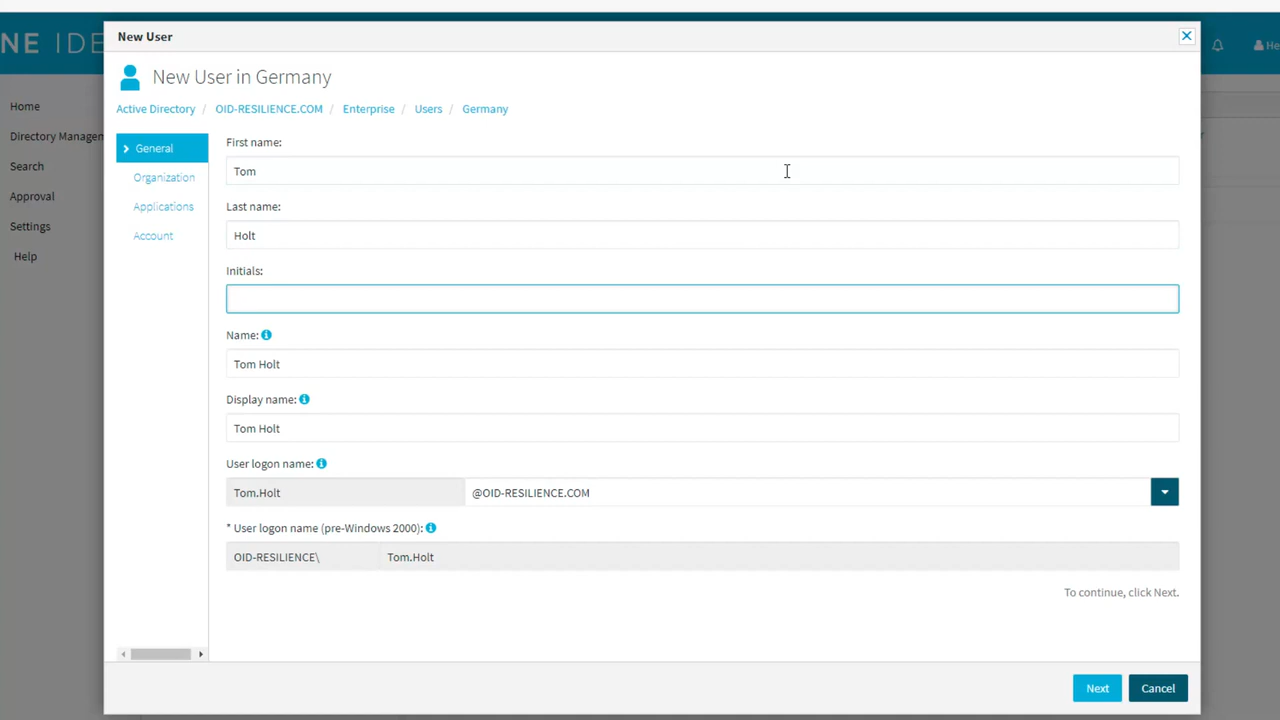 New User
NE IDE
He
New User in Germany
Active Directory / OID-RESILIENCE.COM / Enterprise / Users / Germany
Home
Directory Managem
Search
Approval
Settings
Help
General
Organization
Applications
Account
First name:
Tom
Last name:
Holt
Initials:
Name:
Tom Holt
Display name:
Tom Holt
User logon name:
Tom.Holt @OID-RESILIENCE.COM
* User logon name (pre-Windows 2000):
OID-RESILIENCE\ Tom.Holt
To continue, click Next.
Next Cancel